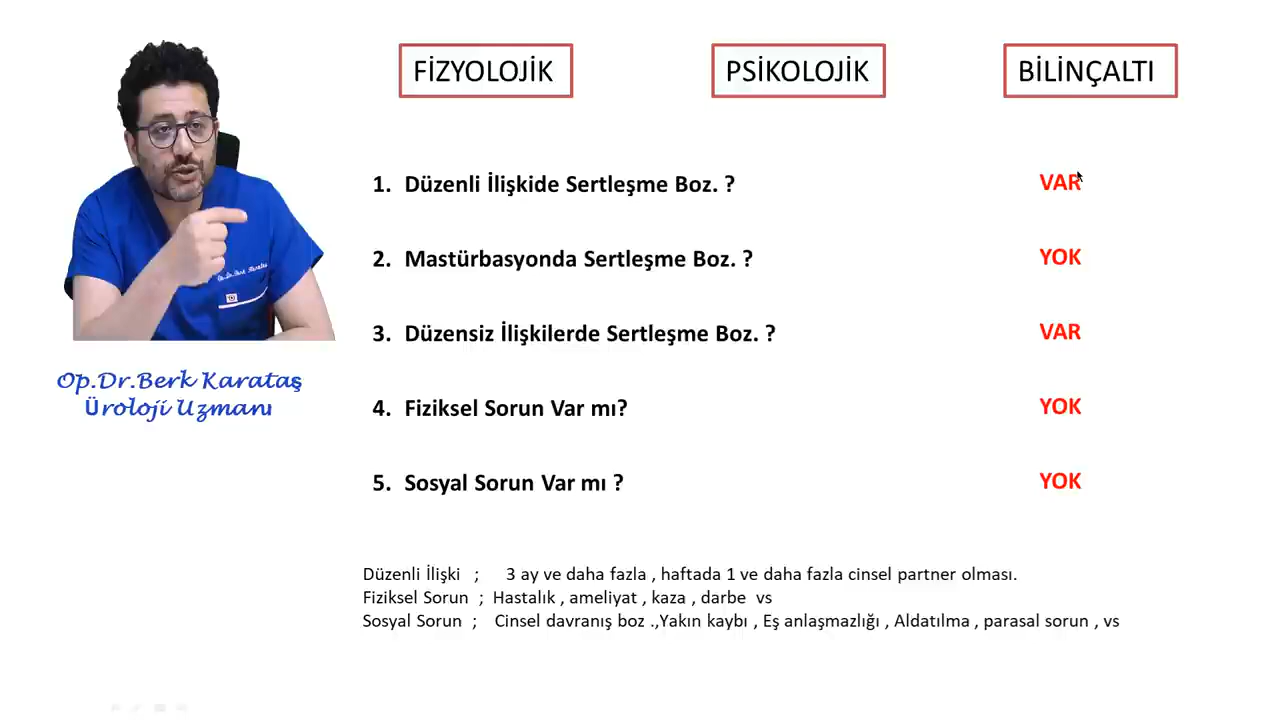 FİZYOLOJİK
PSİKOLOJİK
BİLİNÇALTI
1. Düzenli İlişkide Sertleşme Boz. ? VAR
2. Mastürbasyonda Sertleşme Boz. ? YOK
3. Düzensiz İlişkilerde Sertleşme Boz. ? VAR
4. Fiziksel Sorun Var mı? YOK
5. Sosyal Sorun Var mı ? YOK
Op.Dr.Berk Karataş
Üroloji Uzmanı
Düzenli İlişki ; 3 ay ve daha fazla , haftada 1 ve daha fazla cinsel partner olması.
Fiziksel Sorun ; Hastalık , ameliyat , kaza , darbe vs
Sosyal Sorun ; Cinsel davranış boz .,Yakın kaybı , Eş anlaşmazlığı , Aldatılma , parasal sorun , vs